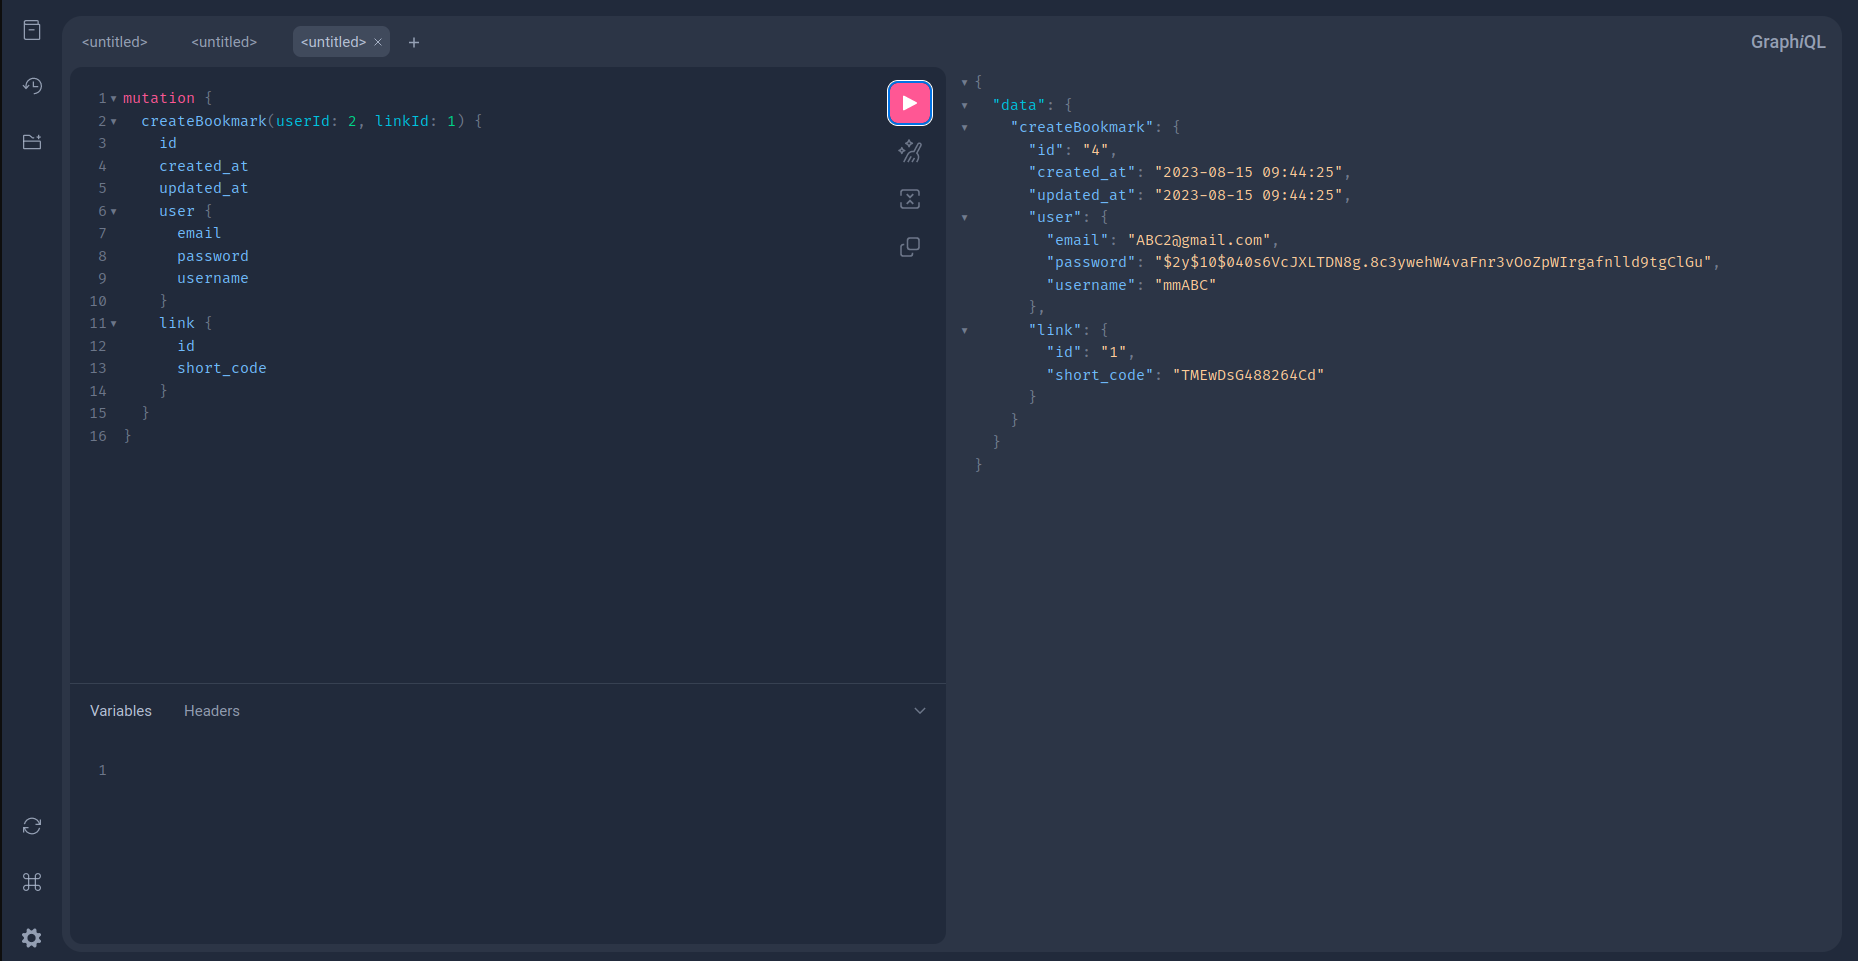 <untitled>
<untitled>
<untitled> ×
+
GraphiQL
1 mutation {
2 createBookmark(userId: 2, linkId: 1) {
3 id
4 created_at
5 updated_at
6 user {
7 email
8 password
9 username
10 }
11 link {
12 id
13 short_code
14 }
15 }
16 }
Variables
Headers
1
{
"data": {
"createBookmark": {
"id": "4",
"created_at": "2023-08-15 09:44:25",
"updated_at": "2023-08-15 09:44:25",
"user": {
"email": "ABC2@gmail.com",
"password": "$2y$10$040s6VcJXLTDN8g.8c3ywehW4vaFnr3vOoZpWIrgafnlld9tgClGu",
"username": "mmABC"
},
"link": {
"id": "1",
"short_code": "TMEwDsG488264Cd"
}
}
}
}